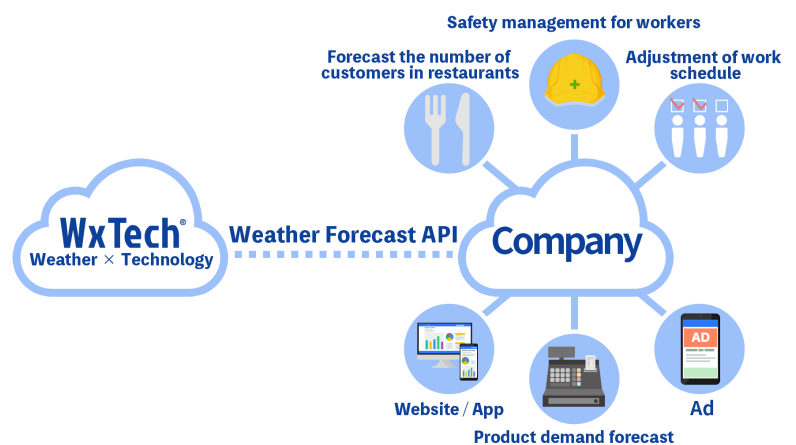 Safety management for workers
Forecast the number of
customers in restaurants
Adjustment of work
schedule
WxTech®
Weather × Technology
Weather Forecast API
Company
AD
Website / App
Product demand forecast
Ad